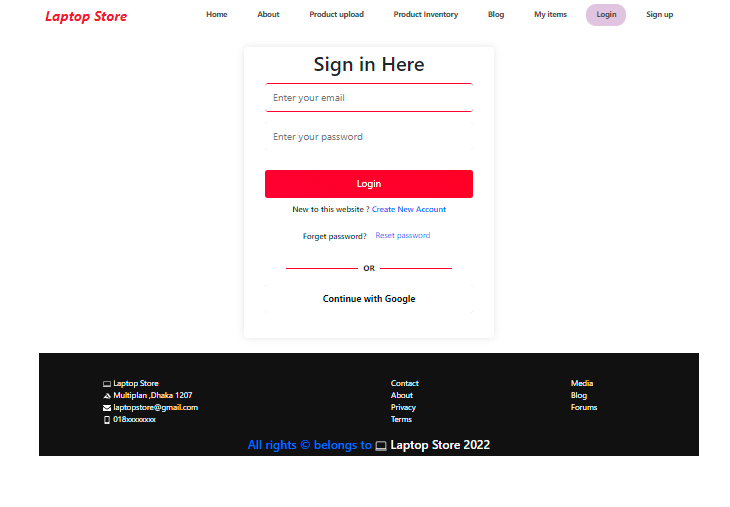 Laptop Store Home About Product upload Product Inventory Blog My items Login Sign up
Sign in Here
Enter your email
Enter your password
Login
New to this website ? Create New Account
Forget password? Reset password
OR
Continue with Google
Laptop Store
Multiplan ,Dhaka 1207
laptopstore@gmail.com
018xxxxxxxx
Contact
About
Privacy
Terms
Media
Blog
Forums
All rights © belongs to Laptop Store 2022